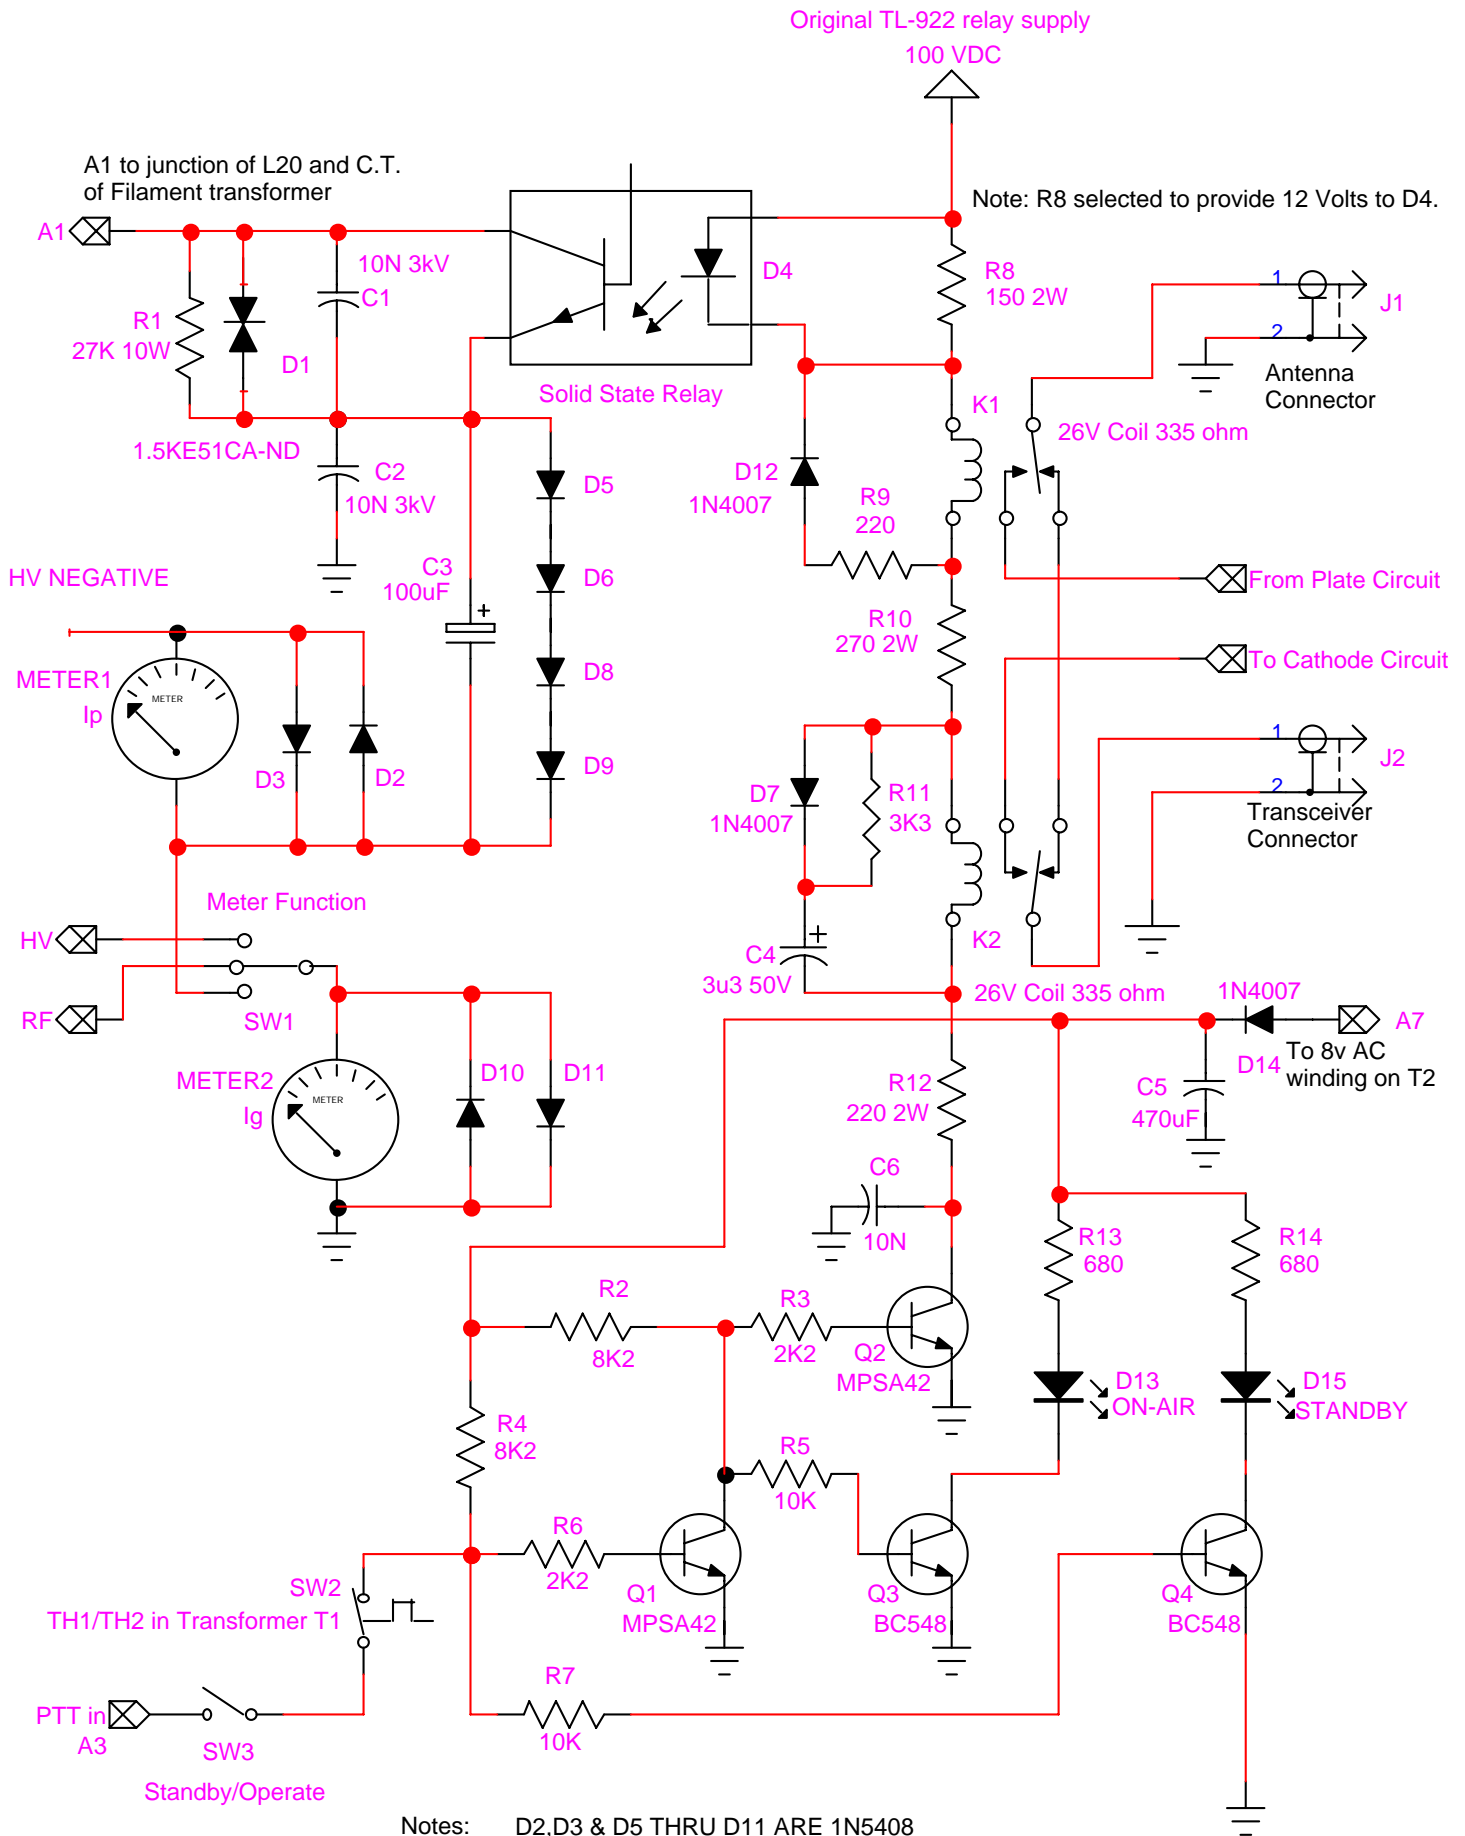 Original TL-922 relay supply
100 VDC
A1 to junction of L20 and C.T.
of Filament transformer
Note: R8 selected to provide 12 Volts to D4.
A1
10N 3kV
C1
R1
27K 10W
D1
D4
R8
150 2W
1
2
J1
Antenna
Connector
Solid State Relay
K1
26V Coil 335 ohm
1.5KE51CA-ND
C2
10N 3kV
D5
D12
1N4007
R9
220
HV NEGATIVE
C3
100uF
+
D6
From Plate Circuit
R10
270 2W
METER1
METER
Ip
D8
To Cathode Circuit
D3
D2
D9
D7
1N4007
R11
3K3
1
2
J2
Transceiver
Connector
Meter Function
HV
RF
SW1
C4
+
3u3 50V
K2
26V Coil 335 ohm
1N4007
A7
D14
To 8v AC
winding on T2
METER2
METER
Ig
D10
D11
R12
220 2W
C5
470uF
C6
10N
R13
680
R14
680
R2
8K2
R3
2K2
Q2
MPSA42
D13
ON-AIR
D15
STANDBY
R4
8K2
R5
10K
R6
2K2
Q1
MPSA42
Q3
BC548
Q4
BC548
SW2
TH1/TH2 in Transformer T1
R7
10K
PTT in
A3
SW3
Standby/Operate
Notes: D2,D3 & D5 THRU D11 ARE 1N5408